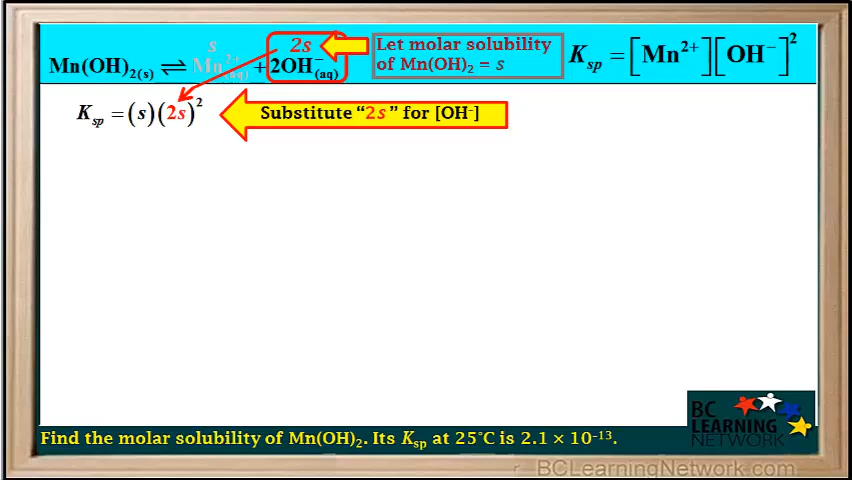 s
2s
Mn(OH)₂₍ₛ₎ ⇌ Mn²⁺(aq) + 2OH⁻(aq)
Let molar solubility
of Mn(OH)₂ = s
Ksp = [Mn²⁺][OH⁻]²
Ksp = (s)(2s)²
Substitute “2s” for [OH⁻]
BC
LEARNING
NETWORK
Find the molar solubility of Mn(OH)₂. Its Ksp at 25°C is 2.1 × 10⁻¹³.
r BCLearningNetwork.com